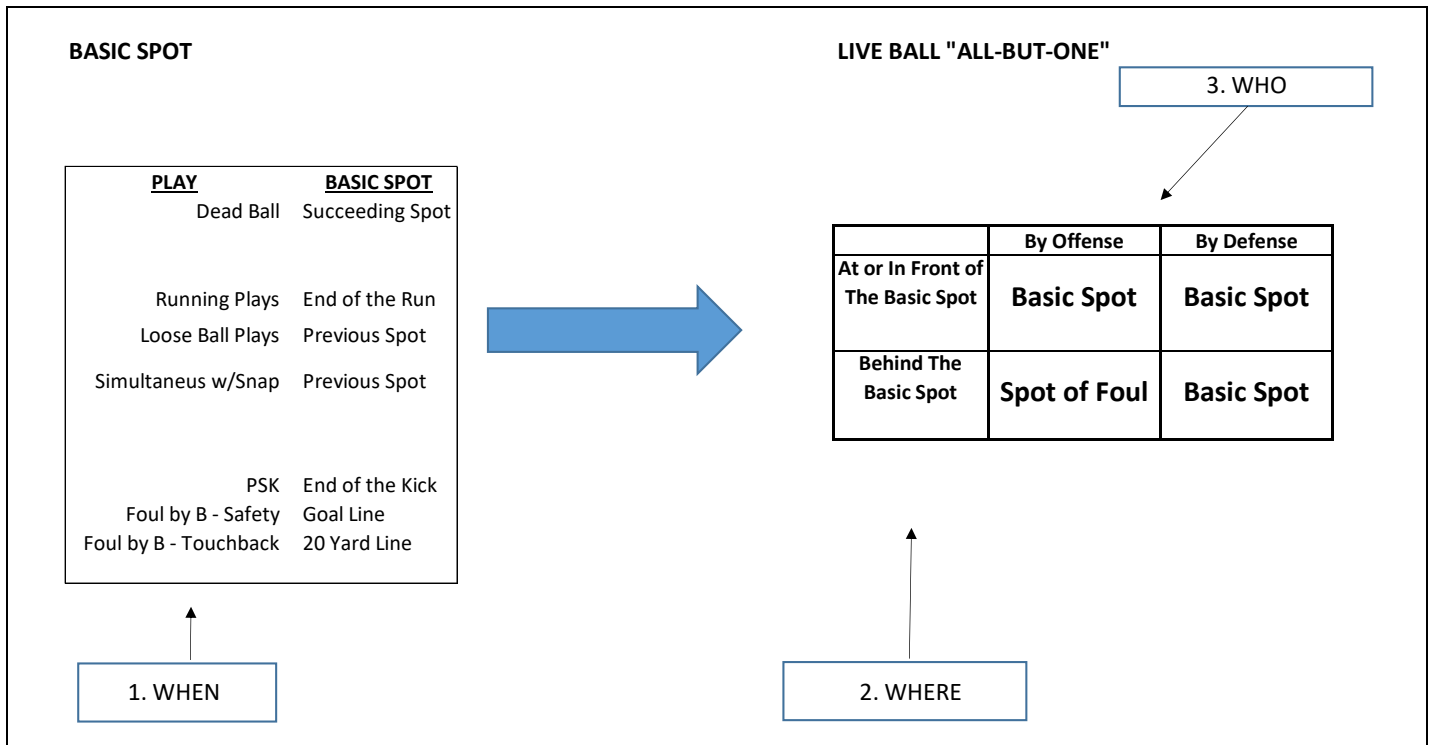 BASIC SPOT
PLAY BASIC SPOT
Dead Ball Succeeding Spot
Running Plays End of the Run
Loose Ball Plays Previous Spot
Simultaneus w/Snap Previous Spot
PSK End of the Kick
Foul by B - Safety Goal Line
Foul by B - Touchback 20 Yard Line
1. WHEN
LIVE BALL "ALL-BUT-ONE"
3. WHO
By Offense By Defense
At or In Front of
The Basic Spot Basic Spot Basic Spot
Behind The
Basic Spot Spot of Foul Basic Spot
2. WHERE